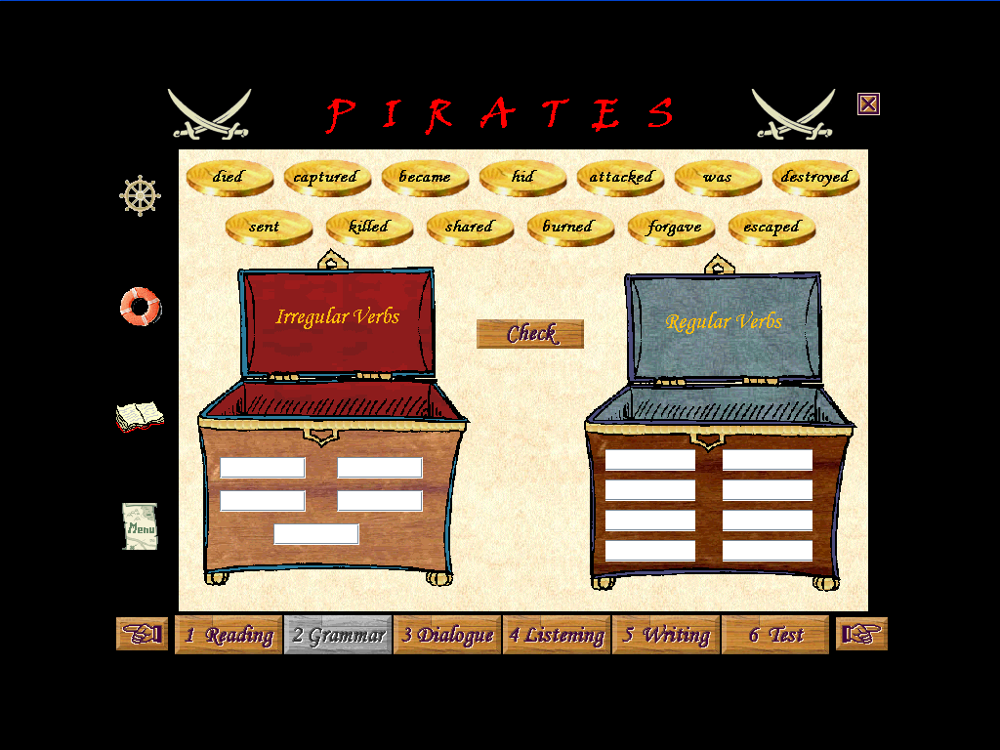 PIRATES
died captured became hid attacked was destroyed
sent killed shared burned forgave escaped
Irregular Verbs
Regular Verbs
Check
Menu
1 Reading 2 Grammar 3 Dialogue 4 Listening 5 Writing 6 Test